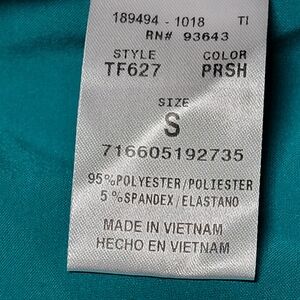 189494 - 1018 TI
RN# 93643
STYLE COLOR
TF627 PRSH
SIZE
S
716605192735
95%POLYESTER/POLIESTER
5%SPANDEX/ELASTANO
MADE IN VIETNAM
HECHO EN VIETNAM